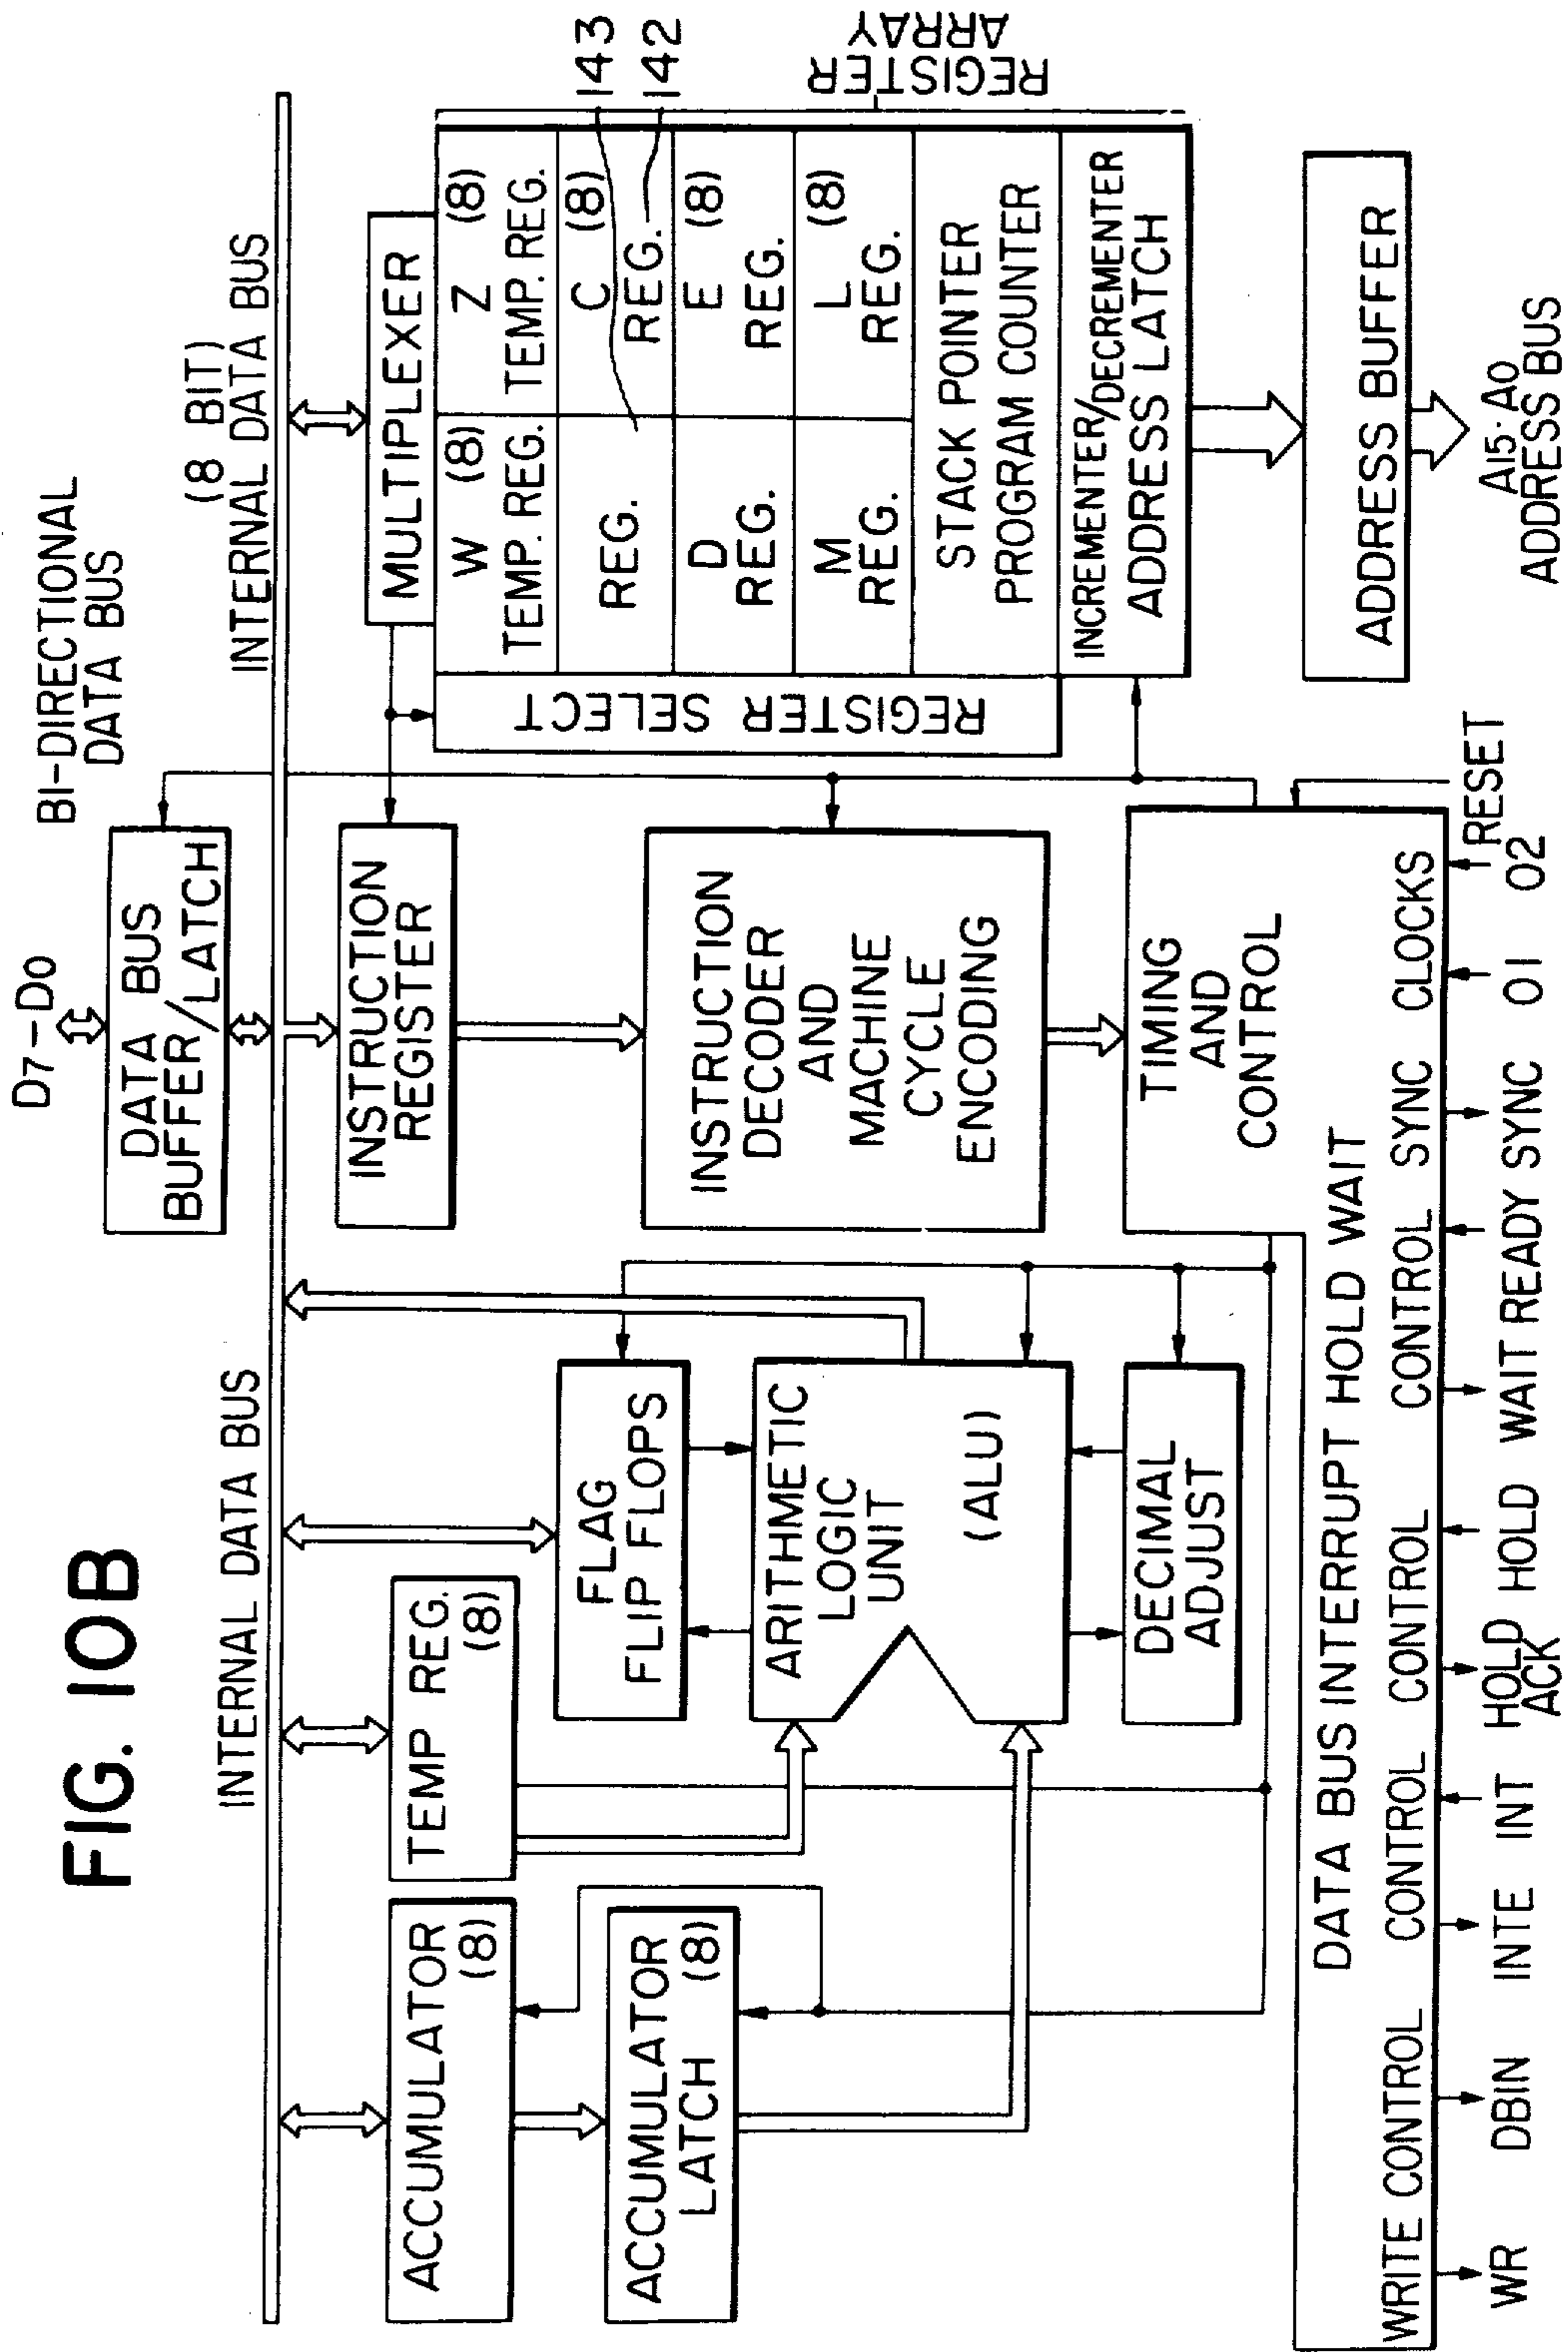 FIG. 10B
D7-D0
BI-DIRECTIONAL
DATA BUS
DATA BUS
BUFFER/LATCH
INTERNAL DATA BUS
(8 BIT)
INTERNAL DATA BUS
ACCUMULATOR
(8)
TEMP REG.
(8)
INSTRUCTION
REGISTER
MULTIPLEXER
ACCUMULATOR
LATCH (8)
FLAG
FLIP FLOPS
ARITHMETIC
LOGIC
UNIT
(ALU)
DECIMAL
ADJUST
INSTRUCTION
DECODER
AND
MACHINE
CYCLE
ENCODING
REGISTER SELECT
W (8)
TEMP. REG.
Z (8)
TEMP. REG.
REG.
C (8)
REG.
D
REG.
E (8)
REG.
M
REG.
L (8)
REG.
STACK POINTER
PROGRAM COUNTER
INCREMENTER/DECREMENTER
ADDRESS LATCH
143
142
REGISTER
ARRAY
TIMING
AND
CONTROL
DATA BUS INTERRUPT HOLD WAIT
WRITE CONTROL CONTROL CONTROL CONTROL CONTROL SYNC CLOCKS
WR DBIN INTE INT HOLD ACK HOLD WAIT READY SYNC 01 02
RESET
ADDRESS BUFFER
A15-A0
ADDRESS BUS